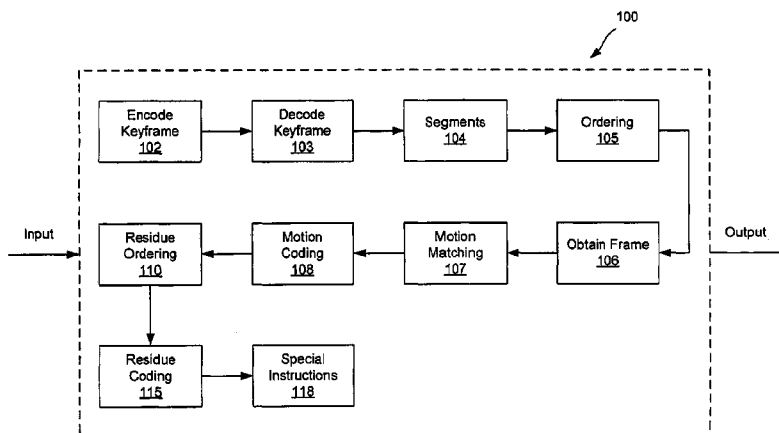 100
Encode
Keyframe
102
Decode
Keyframe
103
Segments
104
Ordering
105
Input
Residue
Ordering
110
Motion
Coding
108
Motion
Matching
107
Obtain Frame
106
Output
Residue
Coding
115
Special
Instructions
118